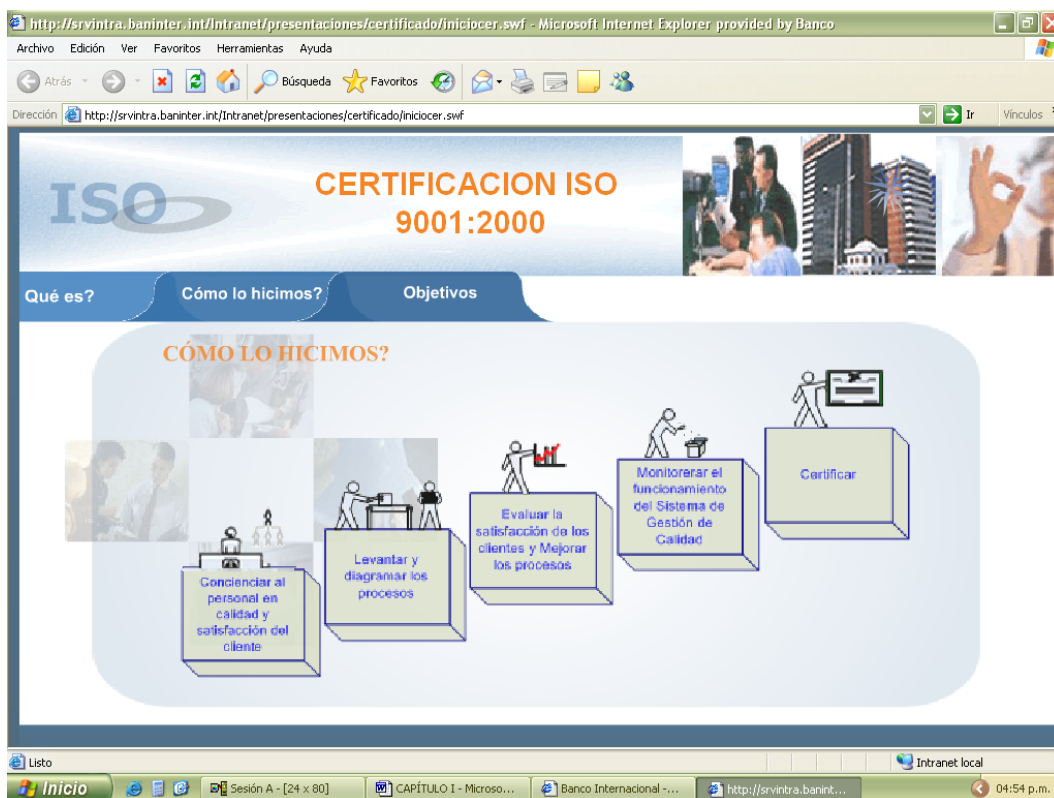 http://srvintra.baninter.int/Intranet/presentaciones/certificado/iniciocer.swf - Microsoft Internet Explorer provided by Banco
Archivo Edición Ver Favoritos Herramientas Ayuda
Atrás Búsqueda Favoritos
Dirección http://srvintra.baninter.int/Intranet/presentaciones/certificado/iniciocer.swf Ir Vínculos
ISO
CERTIFICACION ISO
9001:2000
Qué es? Cómo lo hicimos? Objetivos
CÓMO LO HICIMOS?
Concienciar al
personal en
calidad y
satisfacción del
cliente
Levantar y
diagramar los
procesos
Evaluar la
satisfacción de los
clientes y Mejorar
los procesos
Monitorerar el
funcionamiento
del Sistema de
Gestión de
Calidad
Certificar
Listo Intranet local
Inicio Sesión A - [24 x 80] CAPÍTULO I - Microso... Banco Internacional -... http://srvintra.banint... 04:54 p.m.